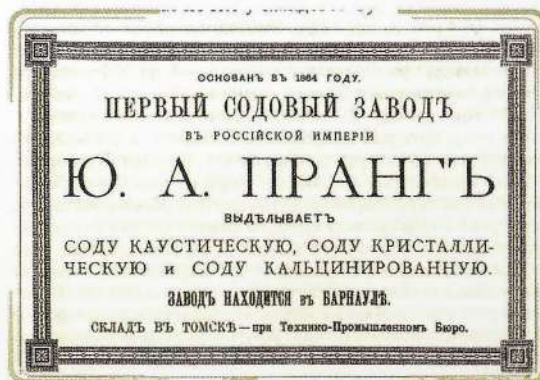 ОСНОВАНЪ ВЪ 1864 ГОДУ.
ПЕРВЫЙ СОДОВЫЙ ЗАВОДЪ
ВЪ РОССІЙСКОЙ ИМПЕРІИ
Ю. А. ПРАНГЪ
ВЫДѢЛЫВАЕТЪ
СОДУ КАУСТИЧЕСКУЮ, СОДУ КРИСТАЛЛИ-
ЧЕСКУЮ и СОДУ КАЛЬЦИНИРОВАННУЮ.
ЗАВОДЪ НАХОДИТСЯ въ БАРНАУЛѢ.
СКЛАДЪ ВЪ ТОМСКѢ — при Технико-Промышленномъ Бюро.